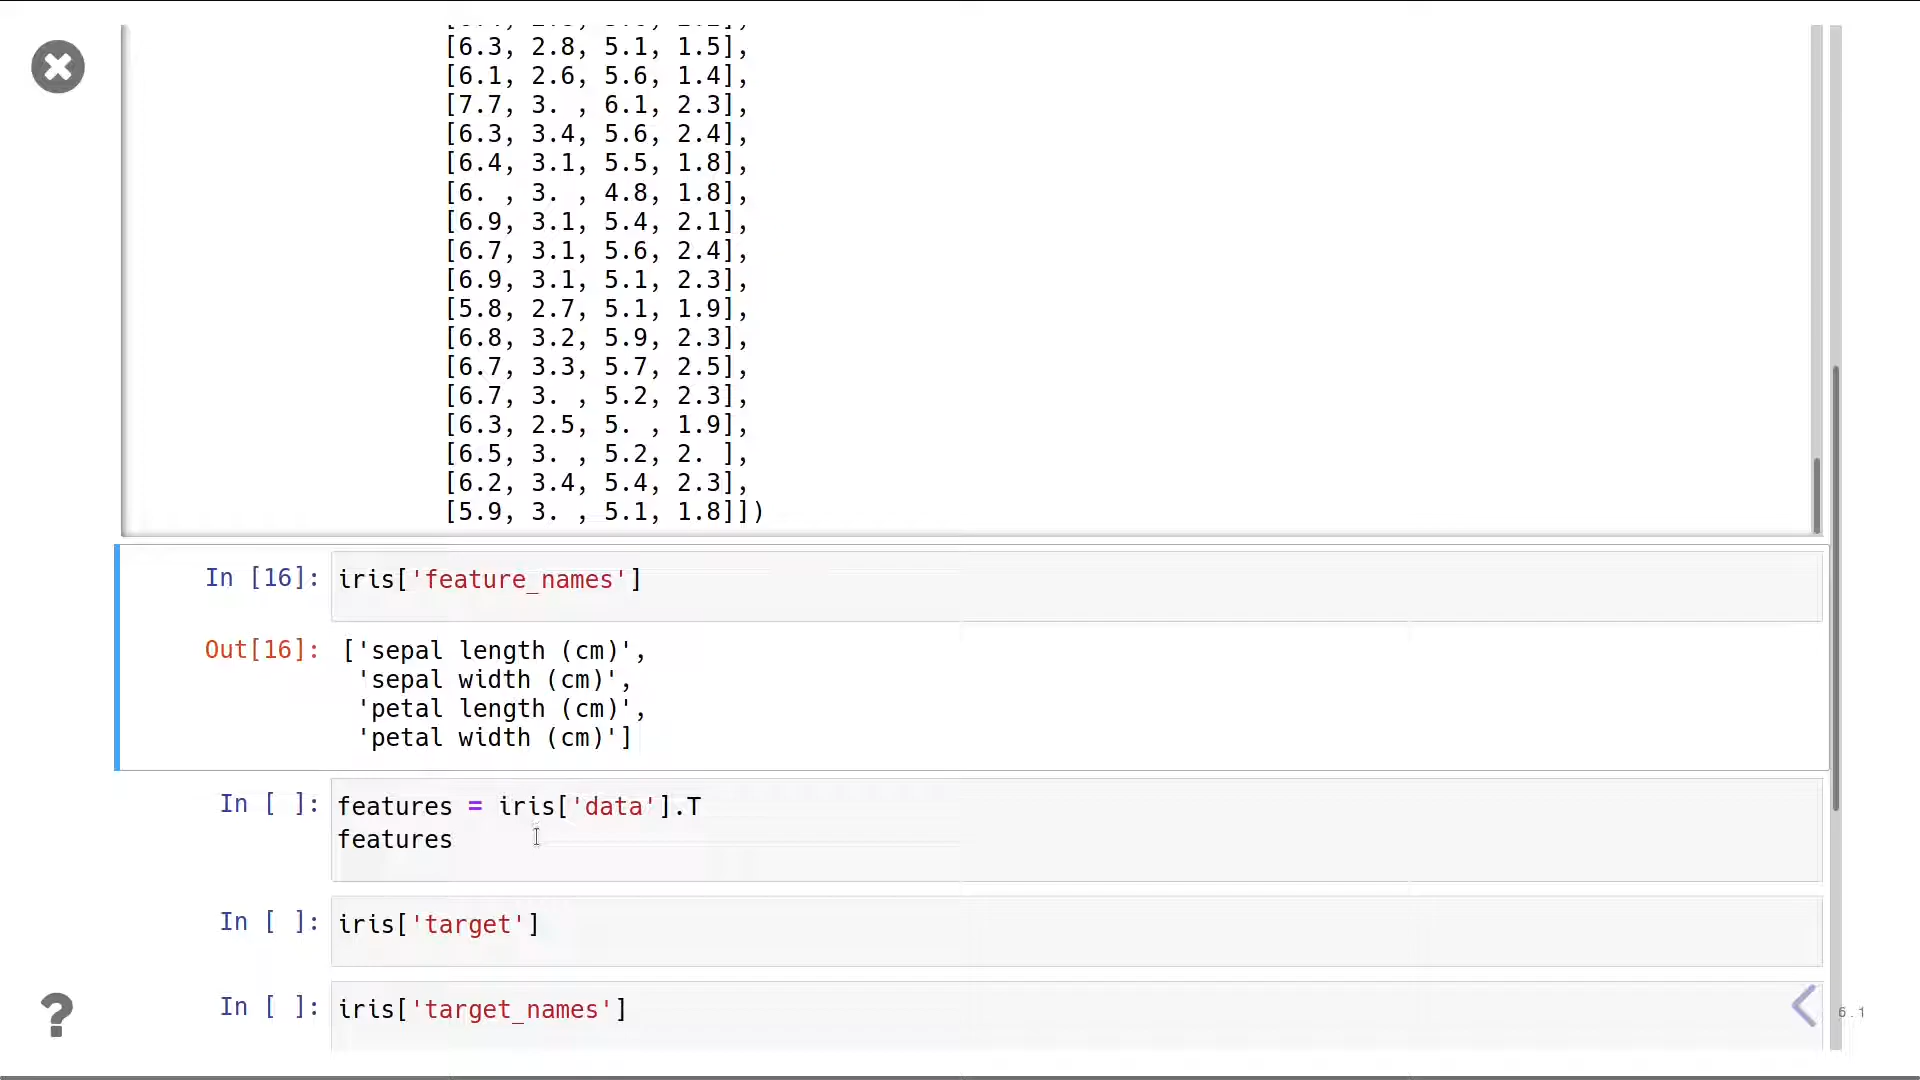 [6.3, 2.8, 5.1, 1.5],
[6.1, 2.6, 5.6, 1.4],
[7.7, 3. , 6.1, 2.3],
[6.3, 3.4, 5.6, 2.4],
[6.4, 3.1, 5.5, 1.8],
[6. , 3. , 4.8, 1.8],
[6.9, 3.1, 5.4, 2.1],
[6.7, 3.1, 5.6, 2.4],
[6.9, 3.1, 5.1, 2.3],
[5.8, 2.7, 5.1, 1.9],
[6.8, 3.2, 5.9, 2.3],
[6.7, 3.3, 5.7, 2.5],
[6.7, 3. , 5.2, 2.3],
[6.3, 2.5, 5. , 1.9],
[6.5, 3. , 5.2, 2. ],
[6.2, 3.4, 5.4, 2.3],
[5.9, 3. , 5.1, 1.8]])
In [16]: iris['feature_names']
Out[16]: ['sepal length (cm)',
'sepal width (cm)',
'petal length (cm)',
'petal width (cm)']
In [ ]: features = iris['data'].T
features
In [ ]: iris['target']
In [ ]: iris['target_names']
?
6.1